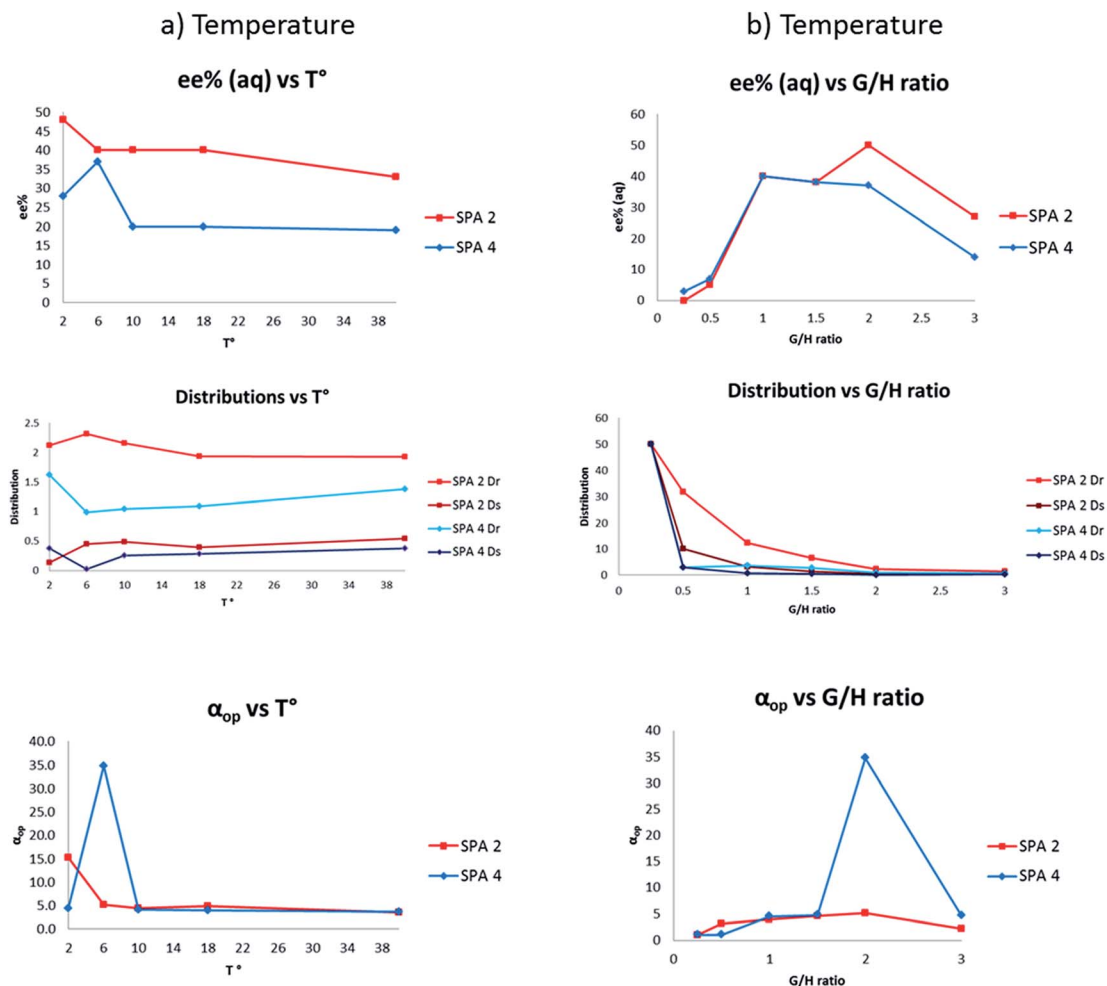 a) Temperature
ee% (aq) vs T°
50
45
40
35
30
25
20
15
10
5
0
ee%
2 6 10 14 18 22 26 30 34 38
T°
SPA 2
SPA 4
Distributions vs T°
2.5
2
1.5
1
0.5
0
Distribution
2 6 10 14 18 22 26 30 34 38
T °
SPA 2 Dr
SPA 2 Ds
SPA 4 Dr
SPA 4 Ds
αop vs T°
40.0
35.0
30.0
25.0
20.0
15.0
10.0
5.0
0.0
αop
2 6 10 14 18 22 26 30 34 38
T °
SPA 2
SPA 4
b) Temperature
ee% (aq) vs G/H ratio
60
50
40
30
20
10
0
ee% (aq)
0 0.5 1 1.5 2 2.5 3
G/H ratio
SPA 2
SPA 4
Distribution vs G/H ratio
60
50
40
30
20
10
0
Distribution
0 0.5 1 1.5 2 2.5 3
G/H ratio
SPA 2 Dr
SPA 2 Ds
SPA 4 Dr
SPA 4 Ds
αop vs G/H ratio
40
35
30
25
20
15
10
5
0
αop
0 1 2 3
G/H ratio
SPA 2
SPA 4